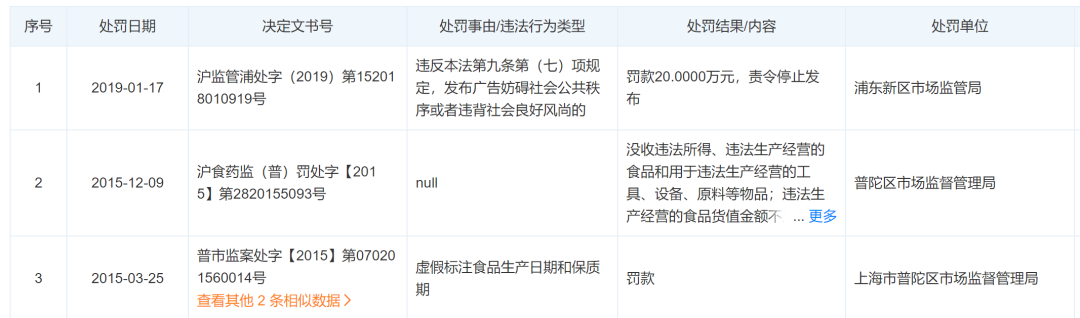 序号 处罚日期 决定文书号 处罚事由/违法行为类型 处罚结果/内容 处罚单位
1 2019-01-17 沪监管浦处字（2019）第15201
8010919号
违反本法第九条第（七）项规
定，发布广告妨碍社会公共秩
序或者违背社会良好风尚的
罚款20.0000万元，责令停止发
布
浦东新区市场监管局
2 2015-12-09 沪食药监（普）罚处字【201
5】第2820155093号
null
没收违法所得、违法生产经营的
食品和用于违法生产经营的工
具、设备、原料等物品；违法生
产经营的食品货值金额不 ... 更多
普陀区市场监督管理局
3 2015-03-25 普市监案处字【2015】第07020
1560014号
查看其他 2 条相似数据
虚假标注食品生产日期和保质
期
罚款
上海市普陀区市场监督管理局